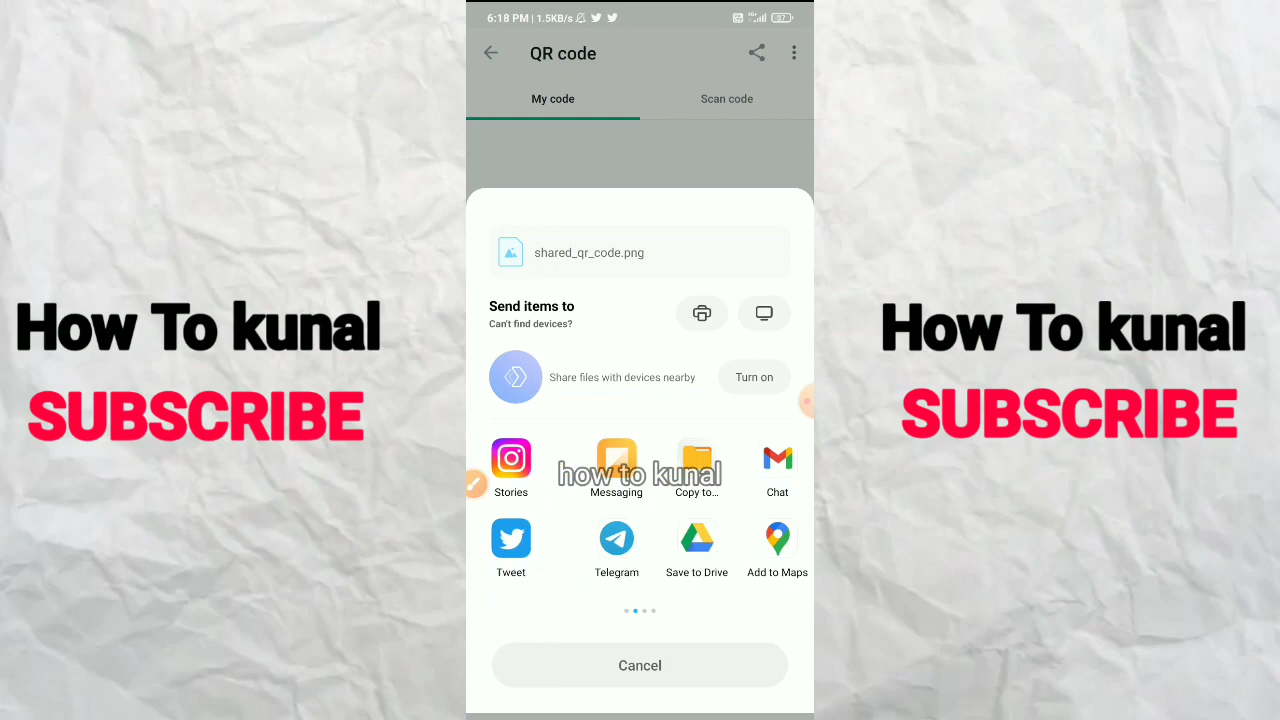 6:18 PM | 1.5KB/s
QR code
My code
Scan code
shared_qr_code.png
Send items to
Can't find devices?
Share files with devices nearby
Turn on
how to kunal
Stories
Messaging
Copy to...
Chat
Tweet
Telegram
Save to Drive
Add to Maps
Cancel
How To kunal
SUBSCRIBE
How To kunal
SUBSCRIBE